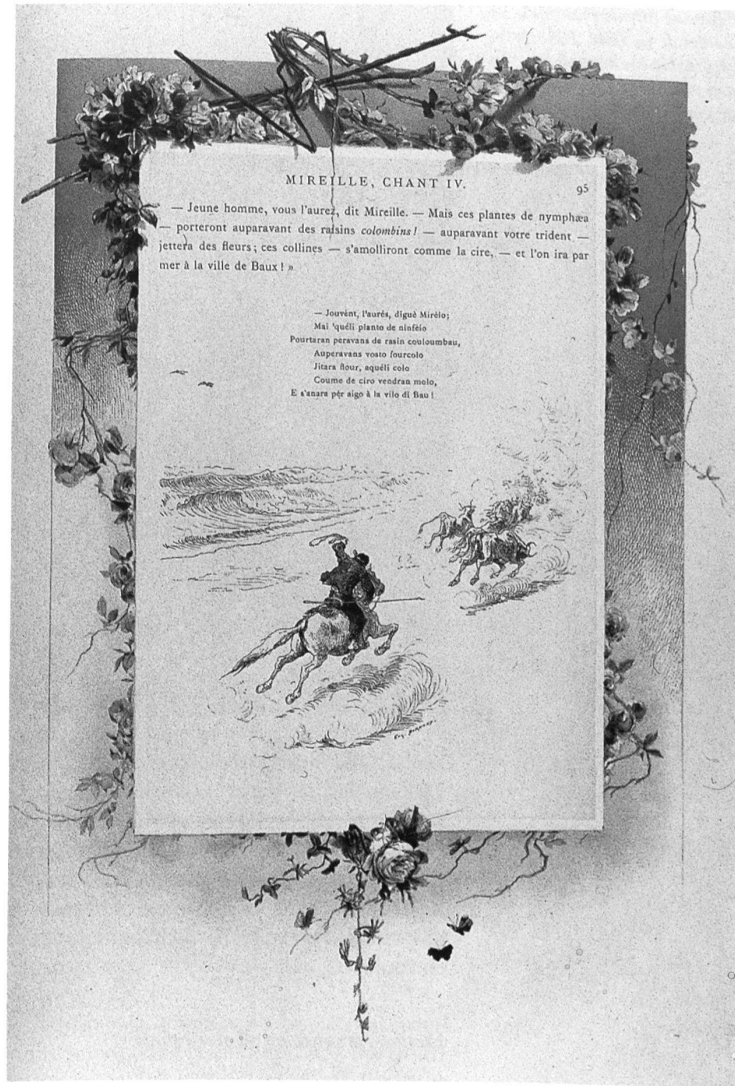 MIREILLE, CHANT IV.
95
— Jeune homme, vous l'aurez, dit Mireille. — Mais ces plantes de nymphæa
— porteront auparavant des raisins colombins! — auparavant votre trident —
jettera des fleurs; ces collines — s'amolliront comme la cire, — et l'on ira par
mer à la ville de Baux! »
— Jouvènt, l'aurés, diguè Mirèio;
Mai 'quéli planto de ninfèio
Pourtaran peravans de rasin couloumbau,
Auperavans vosto fourcolo
Jitara flour, aquéli colo
Coume de ciro vendran molo,
E s'anara pèr aigo à la vilo di Bau!